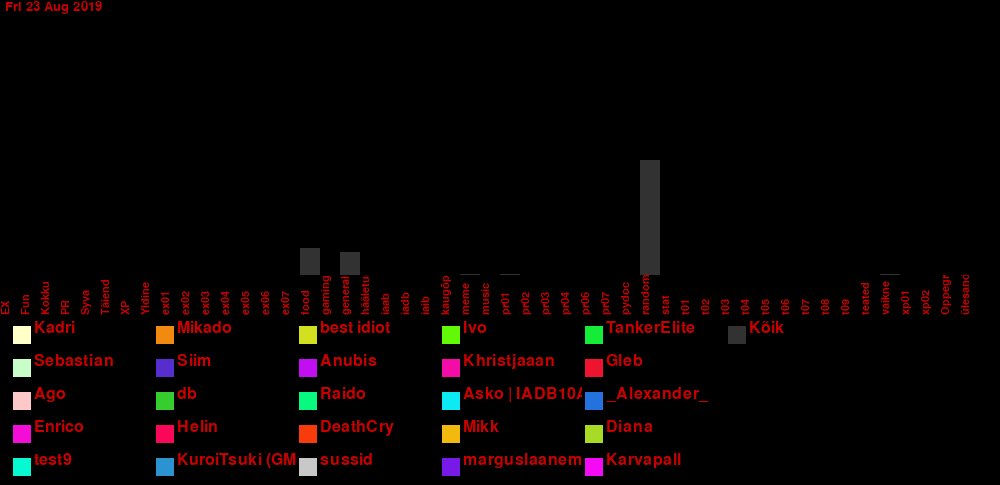 Fri 23 Aug 2019
EX Fun Kokku PR Syva Täiend XP Yldine ex01 ex02 ex03 ex04 ex05 ex06 ex07 food gaming general hääletu iaab iadb iaib kaugõp meme music pr01 pr02 pr03 pr04 pr06 pr07 pydoc random stat t01 t02 t03 t04 t05 t06 t07 t08 t09 teated vaikne xp01 xp02 Õppegr ülesand
Kadri Mikado best idiot Ivo TankerElite Kõik
Sebastian Siim Anubis Khristjaaan Gleb
Ago db Raido Asko | IADB10A _Alexander_
Enrico Helin DeathCry Mikk Diana
test9 KuroiTsuki (GM sussid marguslaanem Karvapall